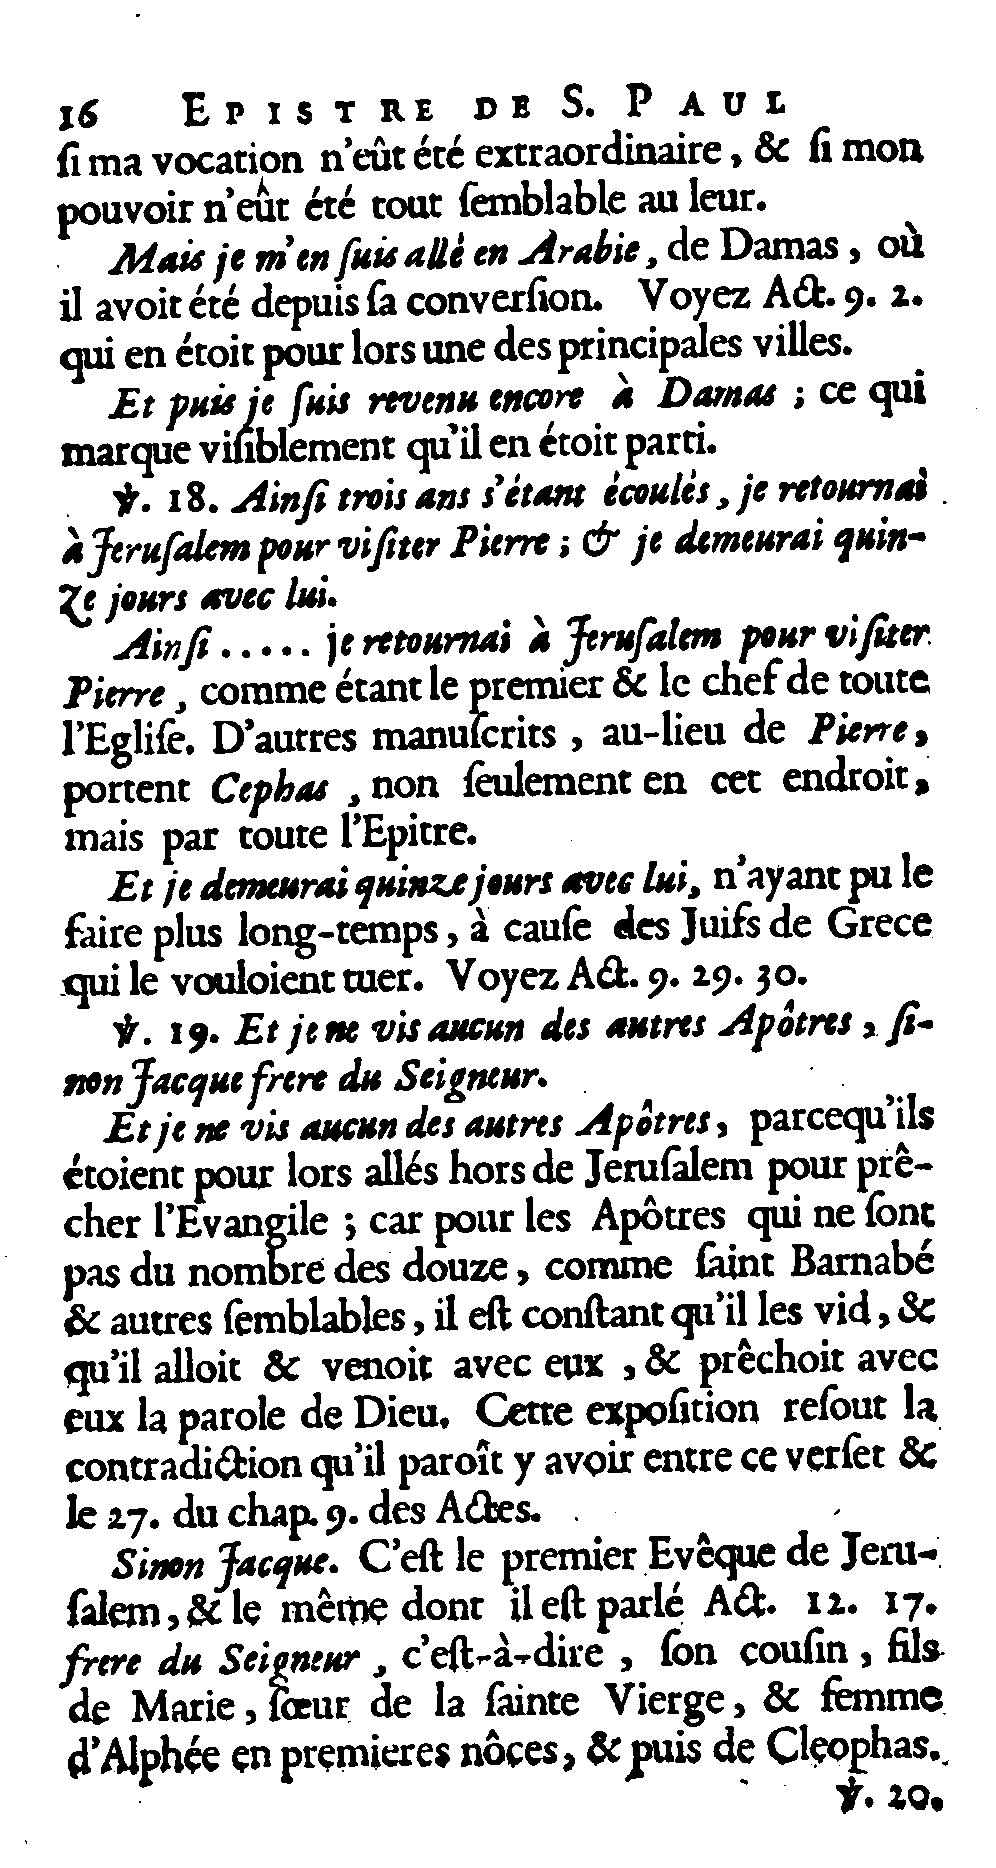 16 EPISTRE DE S. PAUL
ſi ma vocation n'eût été extraordinaire, & ſi mon
pouvoir n'eût été tout ſemblable au leur.
Mais je m'en ſuis allé en Arabie, de Damas, où
il avoit été depuis ſa converſion. Voyez Act. 9. 2.
qui en étoit pour lors une des principales villes.
Et puis je ſuis revenu encore à Damas; ce qui
marque viſiblement qu'il en étoit parti.
℣. 18. Ainſi trois ans s'étant écoulés, je retournai
à Jeruſalem pour viſiter Pierre; & je demeurai quin-
ze jours avec lui.
Ainſi..... je retournai à Jeruſalem pour viſiter
Pierre, comme étant le premier & le chef de toute
l'Egliſe. D'autres manuſcrits, au-lieu de Pierre,
portent Cephas, non ſeulement en cet endroit,
mais par toute l'Epitre.
Et je demeurai quinze jours avec lui, n'ayant pu le
faire plus long-temps, à cauſe des Juifs de Grece
qui le vouloient tuer. Voyez Act. 9. 29. 30.
℣. 19. Et je ne vis aucun des autres Apôtres, ſi-
non Jacque frere du Seigneur.
Et je ne vis aucun des autres Apôtres, parcequ'ils
étoient pour lors allés hors de Jeruſalem pour prê-
cher l'Evangile; car pour les Apôtres qui ne ſont
pas du nombre des douze, comme ſaint Barnabé
& autres ſemblables, il eſt conſtant qu'il les vid, &
qu'il alloit & venoit avec eux, & prêchoit avec
eux la parole de Dieu. Cette expoſition reſout la
contradiction qu'il paroît y avoir entre ce verſet &
le 27. du chap. 9. des Actes.
Sinon Jacque. C'eſt le premier Evêque de Jeru-
ſalem, & le même dont il eſt parlé Act. 12. 17.
frere du Seigneur, c'eſt-à-dire, ſon couſin, fils
de Marie, ſœur de la ſainte Vierge, & femme
d'Alphée en premieres nôces, & puis de Cleophas.
℣. 20.